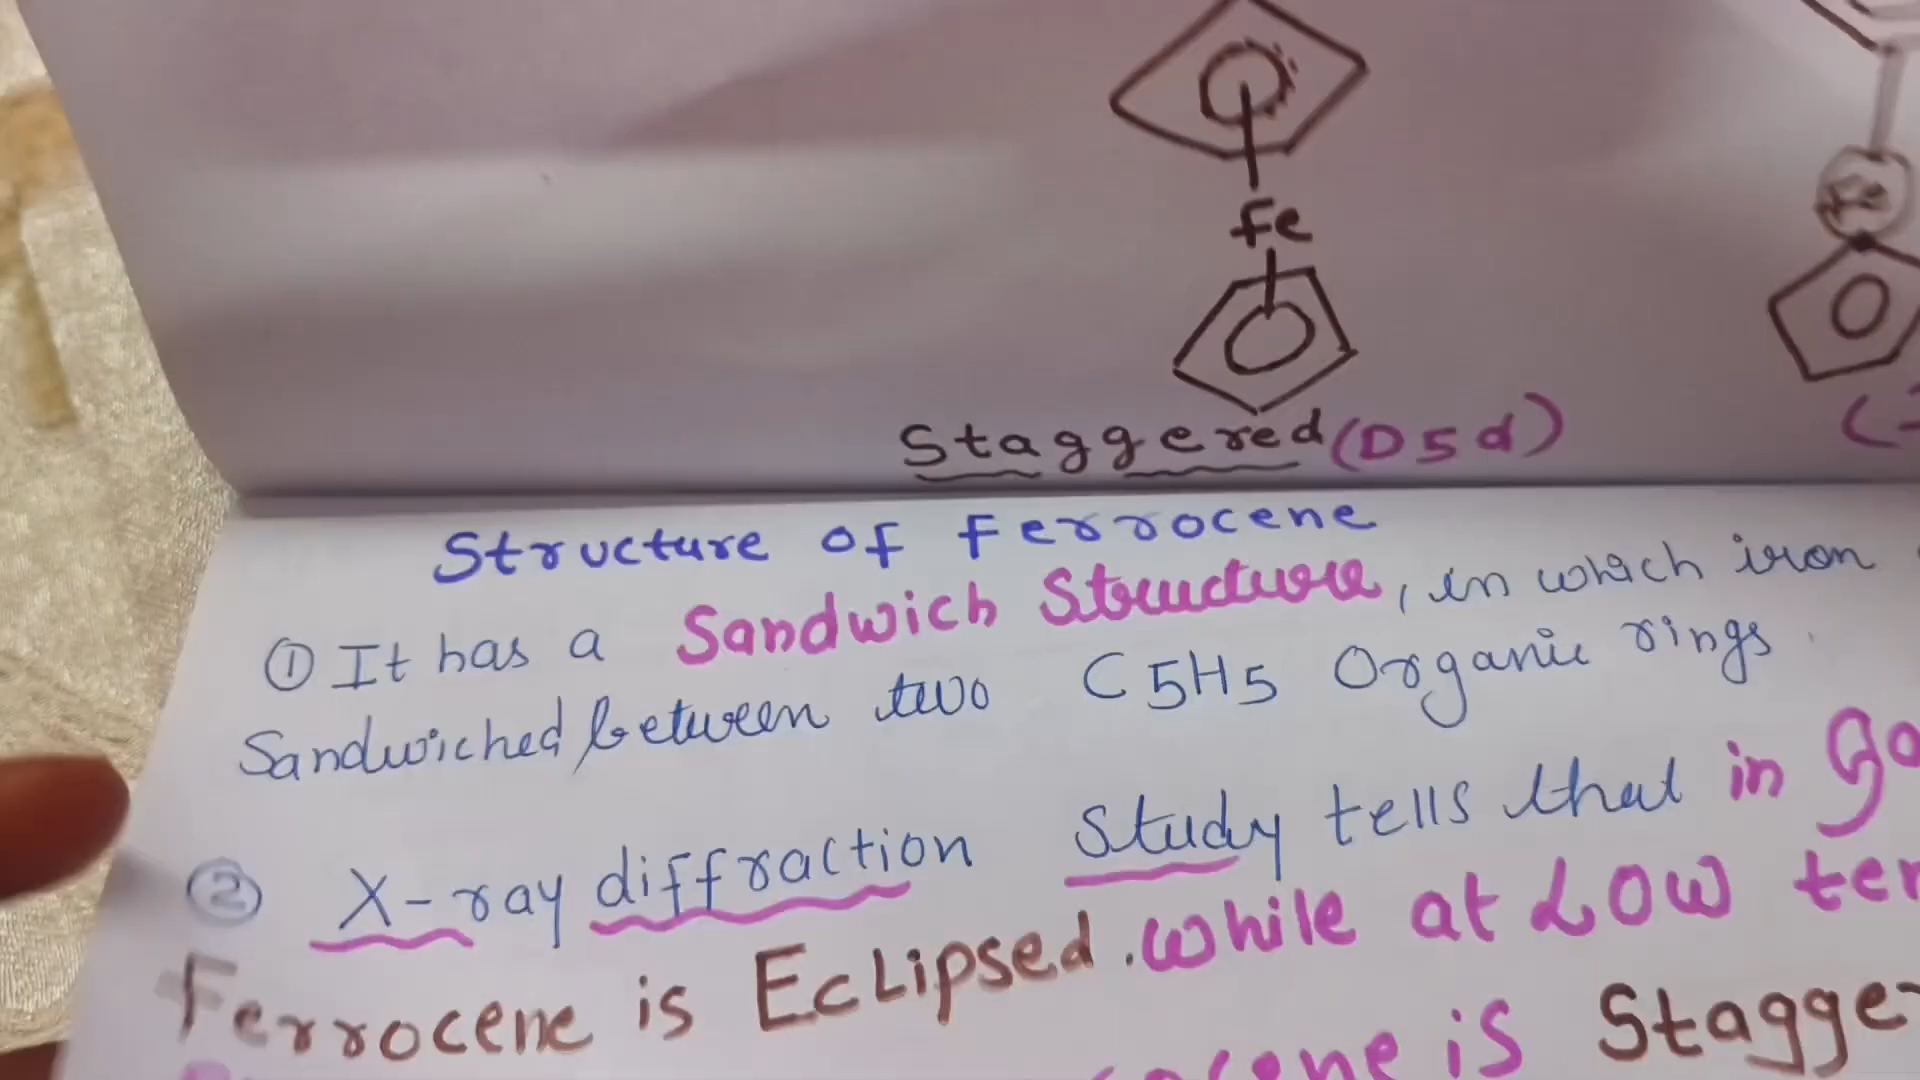 Fe
Fe
Staggered (D5d)
Structure of Ferrocene
① It has a Sandwich Structure, in which iron
Sandwiched between two C5H5 Organic rings.
② X-ray diffraction Study tells that in
Ferrocene is Eclipsed. while at Low
is